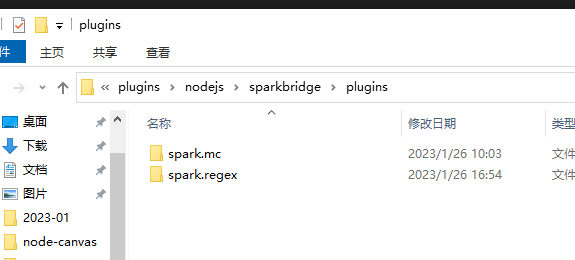 plugins
件 主页 共享 查看
« plugins › nodejs › sparkbridge › plugins
桌面
下载
文档
图片
2023-01
node-canvas
名称 修改日期 类型
spark.mc 2023/1/26 10:03 文件
spark.regex 2023/1/26 16:54 文件